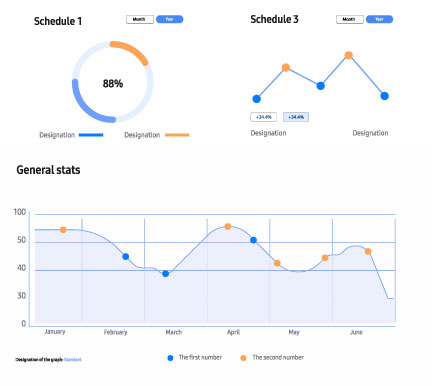 Schedule 1
Month Year
88%
Designation Designation
Schedule 3
Month Year
+34.4% +34.4%
Designation Designation
General stats
100
50
40
30
0
January February March April May June
Designation of the graph: Standard
The first number The second number